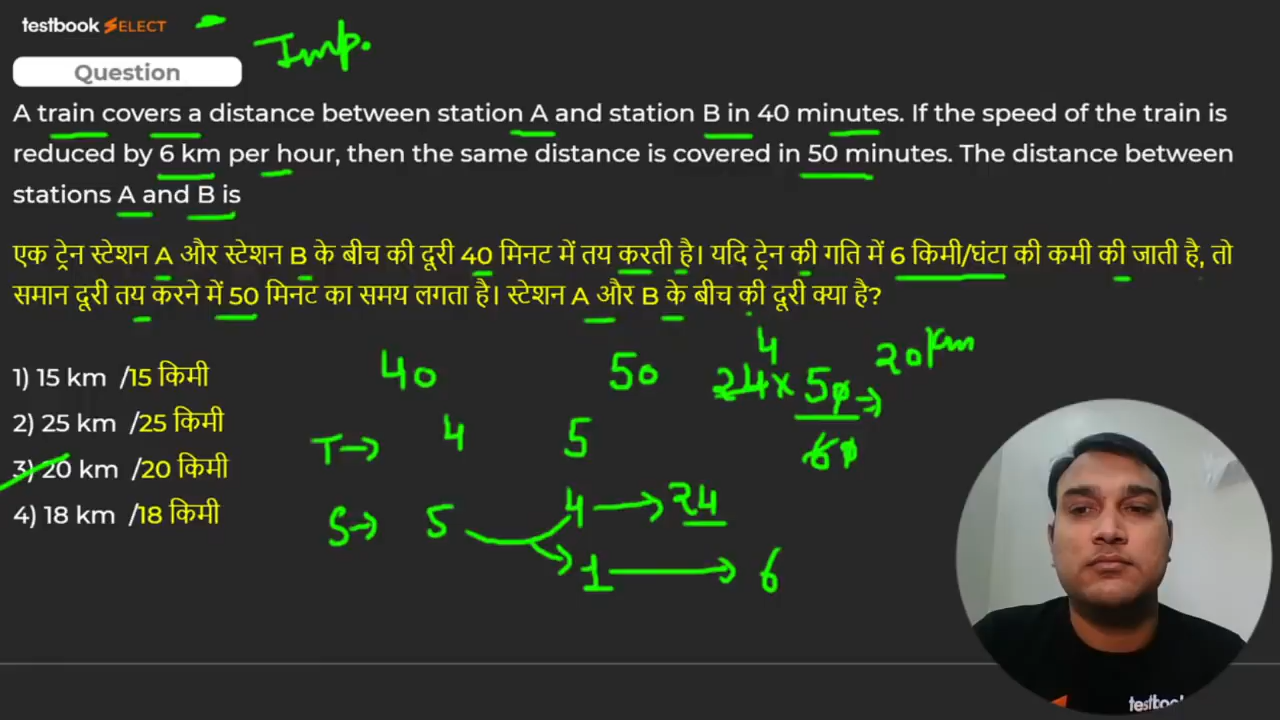 testbook SELECT
Imp.
Question
A train covers a distance between station A and station B in 40 minutes. If the speed of the train is
reduced by 6 km per hour, then the same distance is covered in 50 minutes. The distance between
stations A and B is
एक ट्रेन स्टेशन A और स्टेशन B के बीच की दूरी 40 मिनट में तय करती है। यदि ट्रेन की गति में 6 किमी/घंटा की कमी की जाती है, तो
समान दूरी तय करने में 50 मिनट का समय लगता है। स्टेशन A और B के बीच की दूरी क्या है?
1) 15 km /15 किमी
2) 25 km /25 किमी
3) 20 km /20 किमी
4) 18 km /18 किमी
40 50
T→ 4 5
S→ 5 4 → 24
1 → 6
4
24 × 50 → 20 km
60
testbook